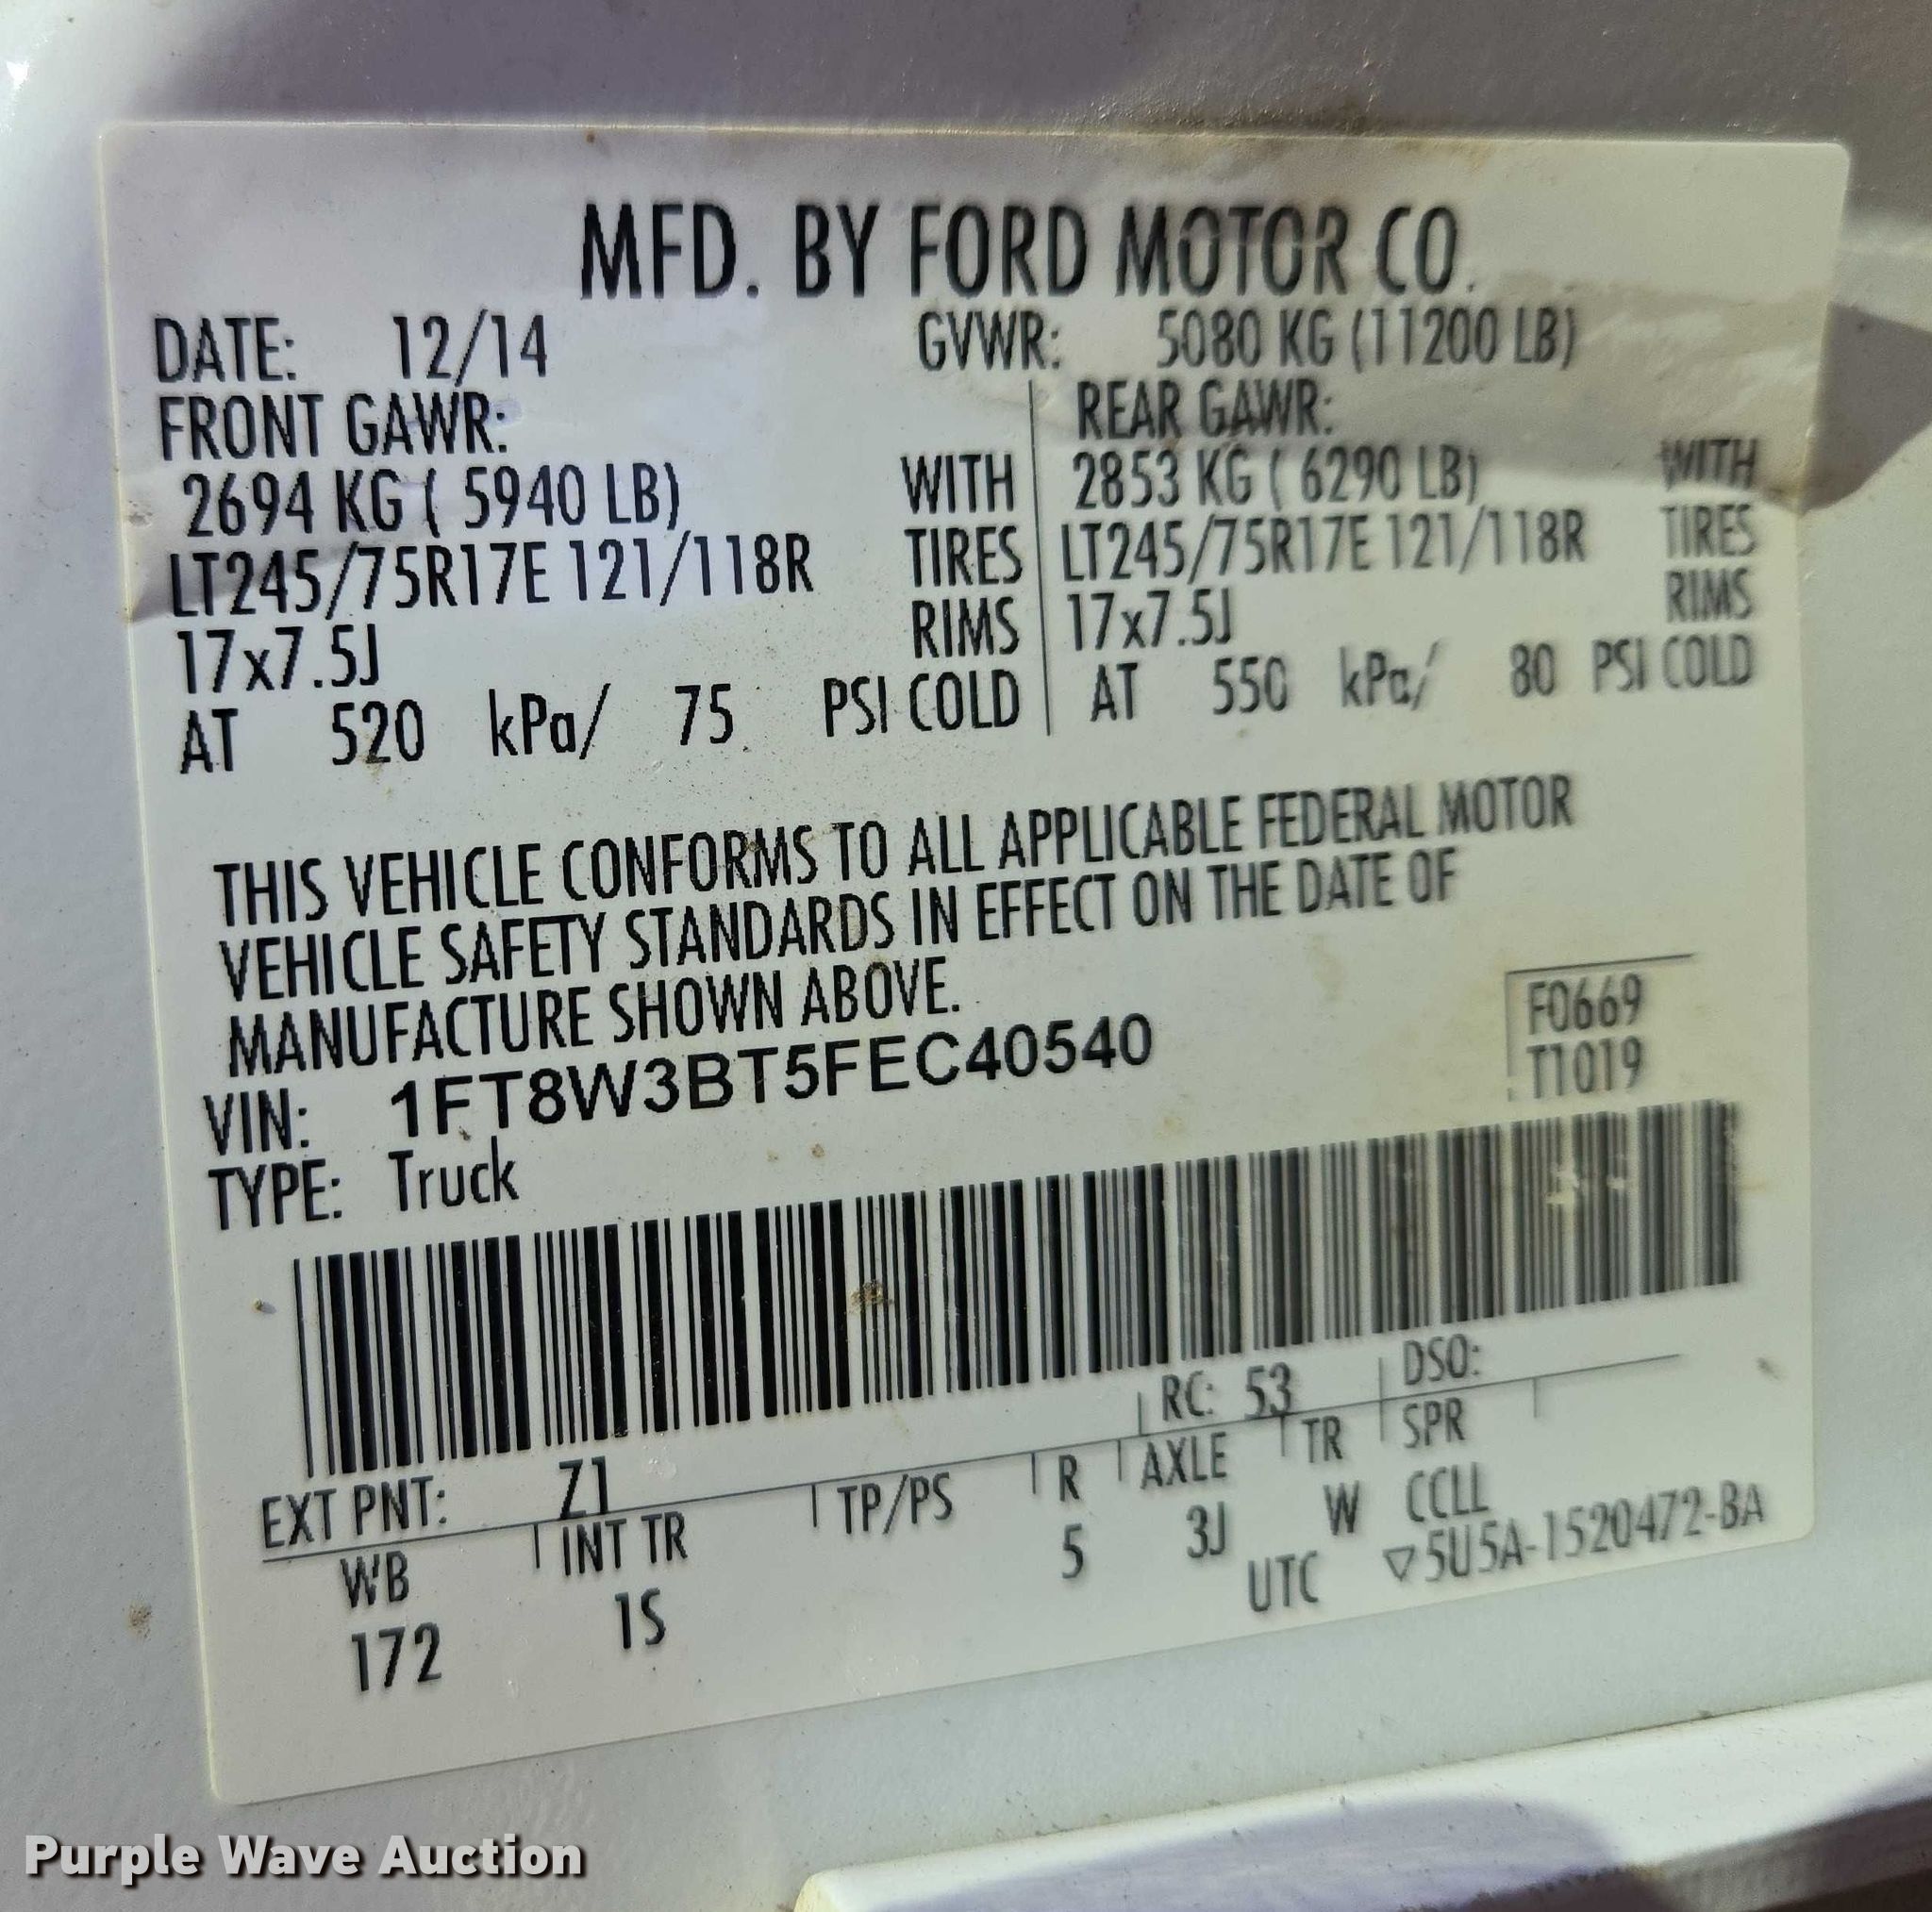 MFD. BY FORD MOTOR CO.
DATE: 12/14 GVWR: 5080 KG (11200 LB)
FRONT GAWR: REAR GAWR:
2694 KG ( 5940 LB) WITH 2853 KG ( 6290 LB) WITH
LT245/75R17E 121/118R TIRES LT245/75R17E 121/118R TIRES
17x7.5J RIMS 17x7.5J RIMS
AT 520 kPa/ 75 PSI COLD AT 550 kPa/ 80 PSI COLD
THIS VEHICLE CONFORMS TO ALL APPLICABLE FEDERAL MOTOR
VEHICLE SAFETY STANDARDS IN EFFECT ON THE DATE OF
MANUFACTURE SHOWN ABOVE.
F0669
VIN: 1FT8W3BT5FEC40540
T1019
TYPE: Truck
EXT PNT: Z1 RC: 53 DSO:
WB INT TR TP/PS R AXLE TR SPR
172 1S 5 3J W CCLL
UTC ▽5U5A-1520472-BA
Purple Wave Auction